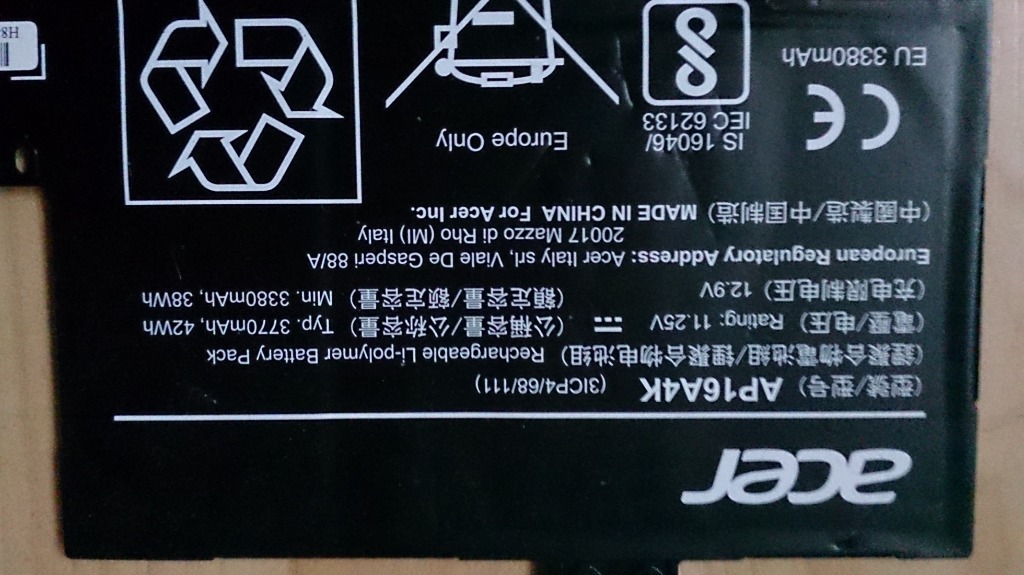 acer
(型號/型号) AP16A4K (3ICP4/68/111)
(鋰聚合物電池組/锂聚合物电池组) Rechargeable Li-polymer Battery Pack
(電壓/电压) Rating: 11.25V ⎓ (公稱容量/公称容量) Typ. 3770mAh, 42Wh
(充电限制电压) 12.9V (額定容量/额定容量) Min. 3380mAh, 38Wh
European Regulatory Address: Acer Italy, srl, Viale De Gasperi 88/A
20017 Mazzo di Rho (MI) Italy
(中國製造/中国制造) MADE IN CHINA For Acer Inc.
CE
IS 16046/
IEC 62133
Europe Only
EU 3380mAh